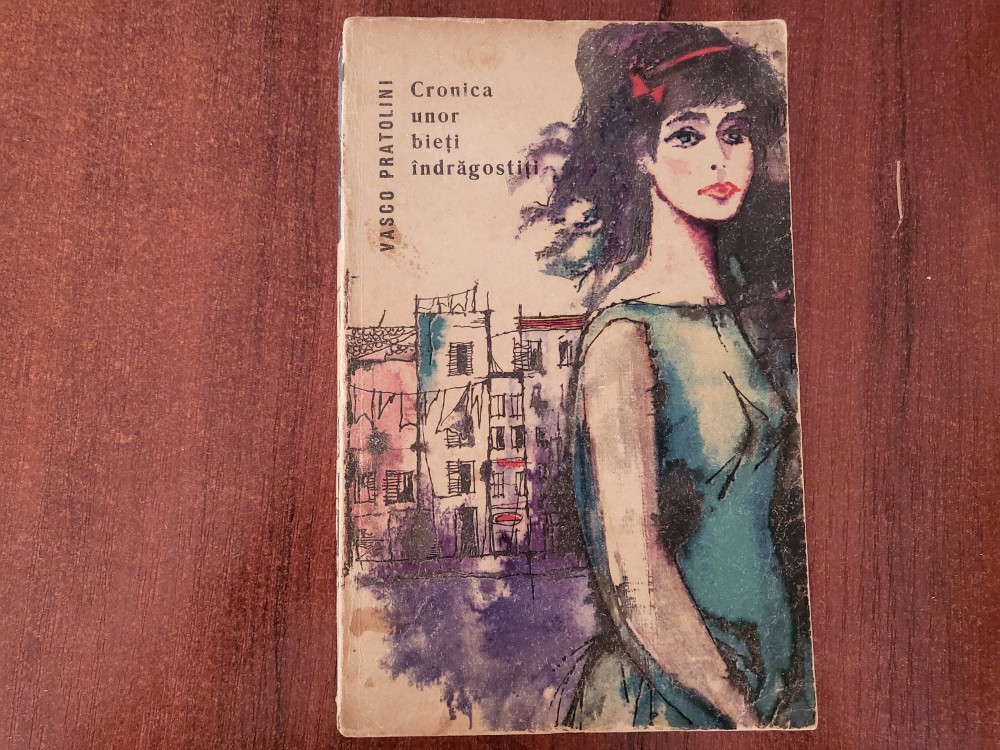 VASCO PRATOLINI
Cronica
unor
bieți
îndrăgostiți